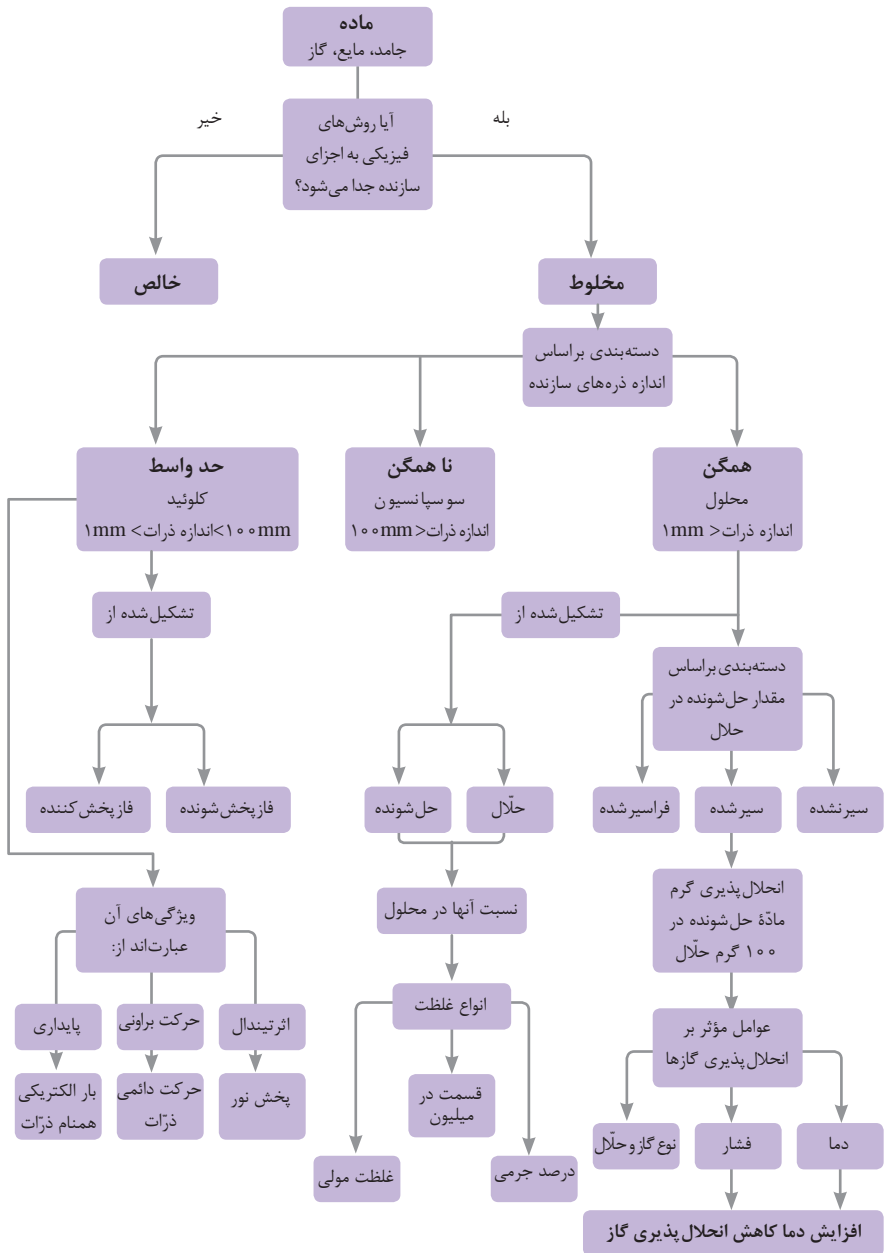 ماده
جامد، مایع، گاز
بله
خیر
آیا روش‌های
فیزیکی به اجزای
سازنده جدا می‌شود؟
مخلوط
خالص
دسته‌بندی براساس
اندازه ذره‌های سازنده
همگن
محلول
اندازه ذرات> ۱mm
نا همگن
سوسپانسیون
اندازه ذرات<۱۰۰mm
حد واسط
کلوئید
۱۰۰mm>اندازه ذرات> ۱mm
تشکیل‌شده از
تشکیل‌شده از
دسته‌بندی براساس
مقدار حل‌شونده در
حلال
فاز پخش‌شونده
فاز پخش‌کننده
حلّال
حل‌شونده
سیرنشده
سیرشده
فراسیرشده
ویژگی‌های آن
عبارت‌اند از:
نسبت آنها در محلول
انحلال‌پذیری گرم
مادّهٔ حل‌شونده در
۱۰۰ گرم حلّال
اثر تیندال
حرکت براونی
پایداری
انواع غلظت
عوامل مؤثر بر
انحلال‌پذیری گازها
پخش نور
حرکت دائمی
ذرّات
بار الکتریکی
همنام ذرّات
قسمت در
میلیون
درصد جرمی
غلظت مولی
دما
فشار
نوع گاز و حلّال
افزایش دما کاهش انحلال‌پذیری گاز